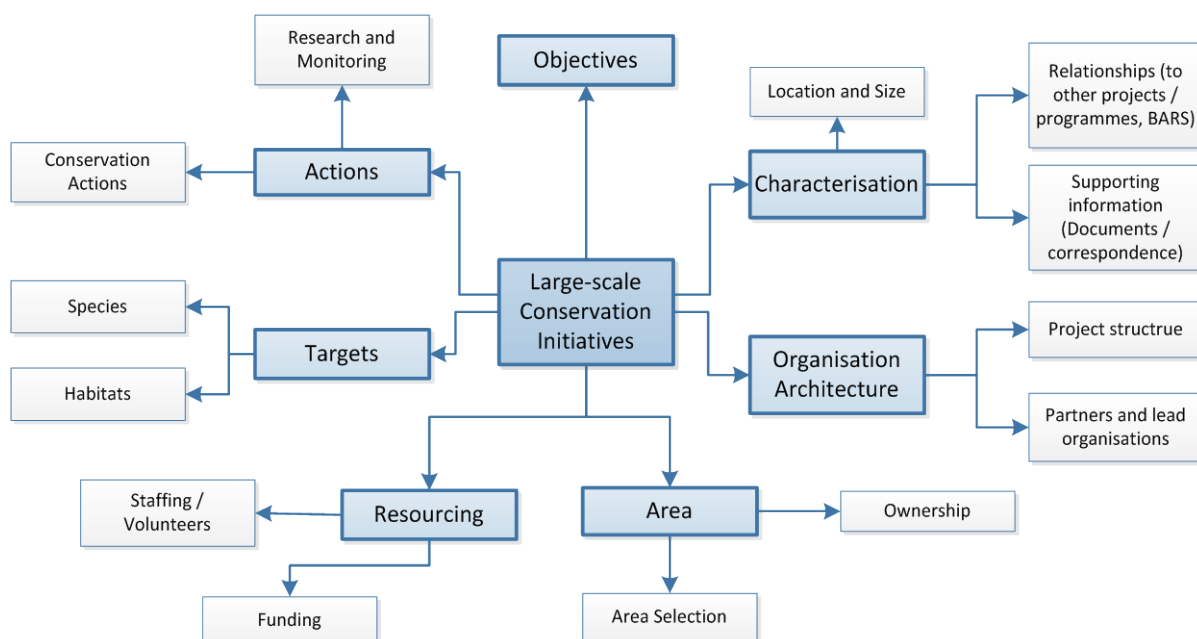 Research and
Monitoring
Objectives
Location and Size
Relationships (to
other projects /
programmes, BARS)
Conservation
Actions
Actions
Characterisation
Supporting
information
(Documents /
correspondence)
Large-scale
Conservation
Initiatives
Species
Targets
Habitats
Organisation
Architecture
Project structrue
Partners and lead
organisations
Staffing /
Volunteers
Resourcing
Area
Ownership
Funding
Area Selection